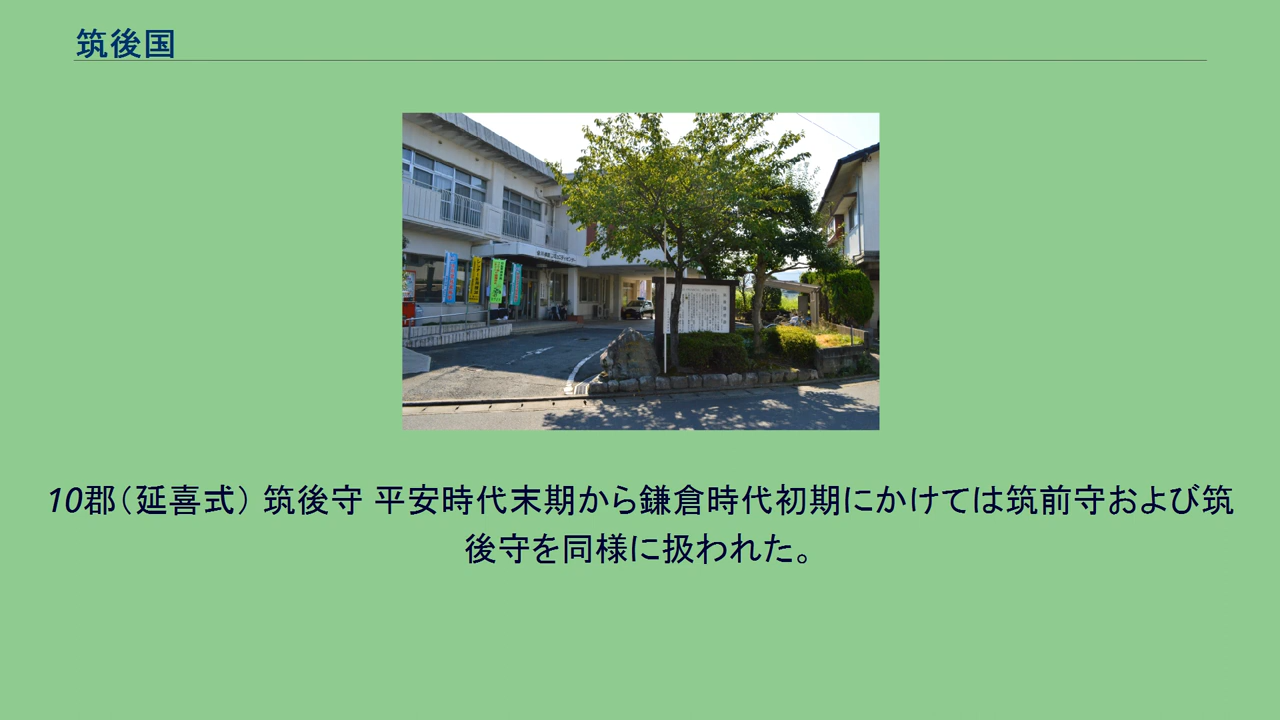 筑後国
10郡（延喜式） 筑後守 平安時代末期から鎌倉時代初期にかけては筑前守および筑
後守を同様に扱われた。